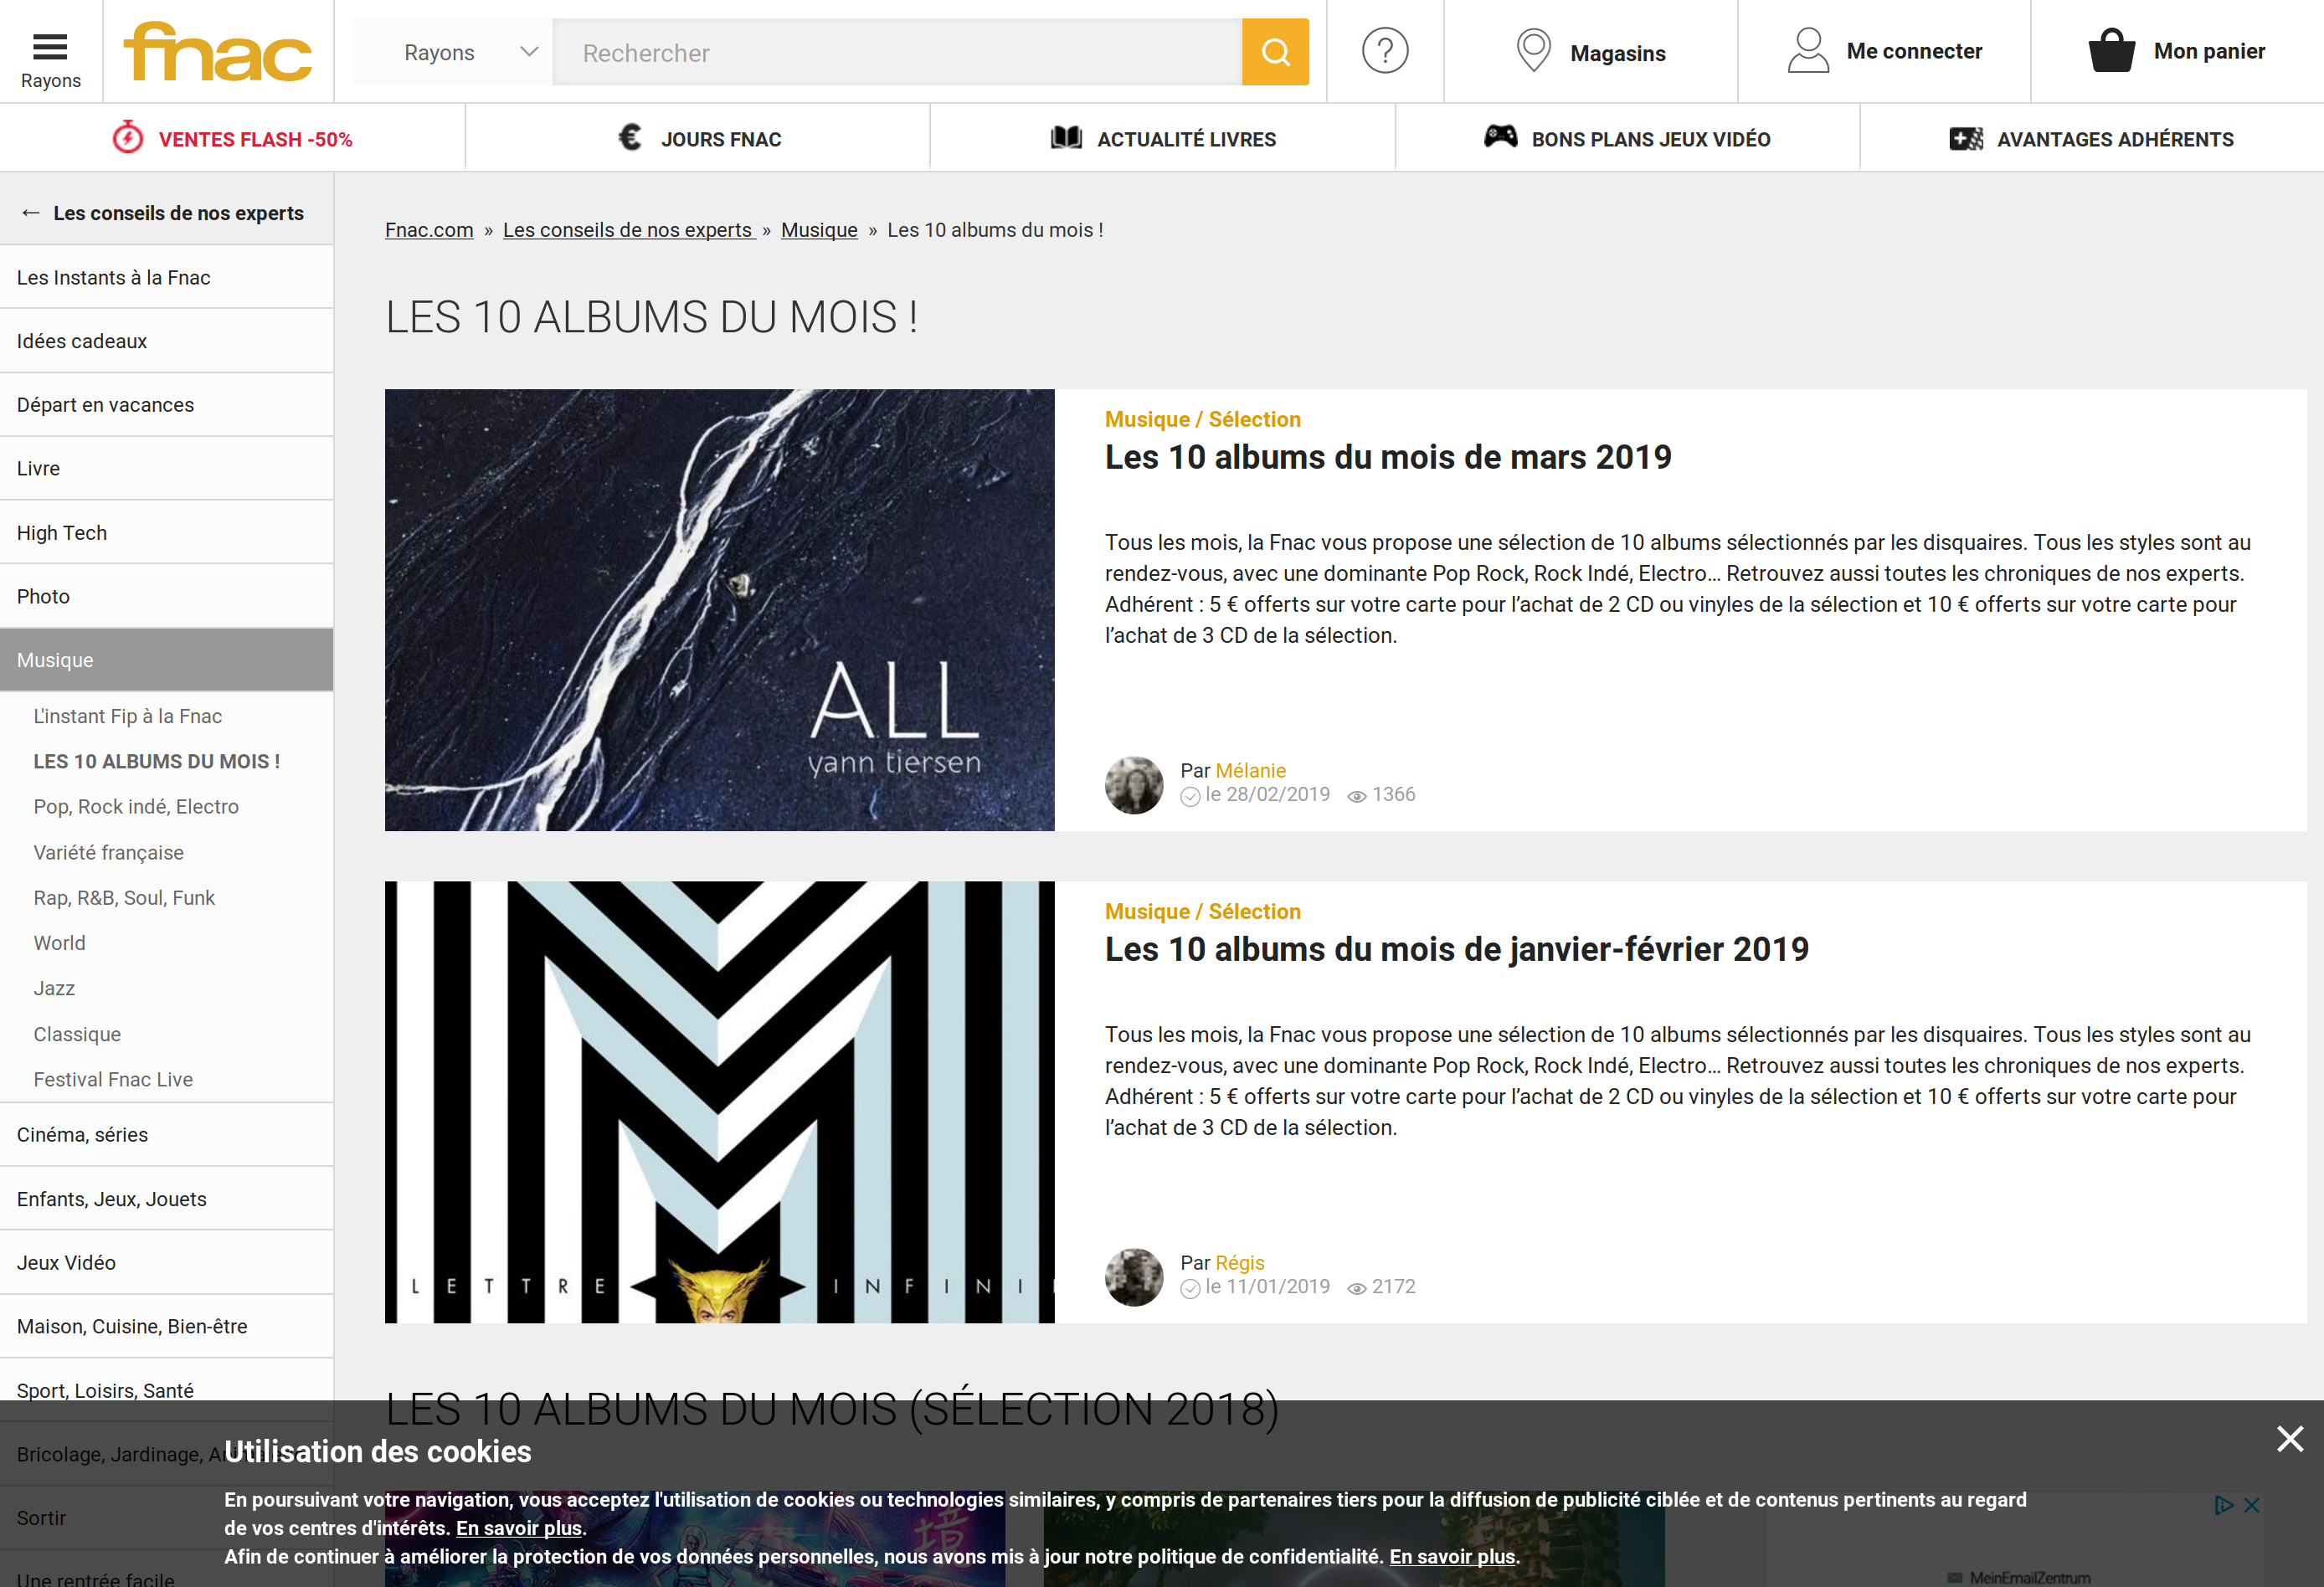 Rayons
fnac
Rayons
Rechercher
?
Magasins
Me connecter
Mon panier
VENTES FLASH -50%
€ JOURS FNAC
ACTUALITÉ LIVRES
BONS PLANS JEUX VIDÉO
AVANTAGES ADHÉRENTS
← Les conseils de nos experts
Les Instants à la Fnac
Idées cadeaux
Départ en vacances
Livre
High Tech
Photo
Musique
L'instant Fip à la Fnac
LES 10 ALBUMS DU MOIS !
Pop, Rock indé, Electro
Variété française
Rap, R&B, Soul, Funk
World
Jazz
Classique
Festival Fnac Live
Cinéma, séries
Enfants, Jeux, Jouets
Jeux Vidéo
Maison, Cuisine, Bien-être
Sport, Loisirs, Santé
Bricolage, Jardinage,
Sortir
Une rentrée facile
Fnac.com » Les conseils de nos experts » Musique » Les 10 albums du mois !
LES 10 ALBUMS DU MOIS !
ALL
yann tiersen
Musique / Sélection
Les 10 albums du mois de mars 2019
Tous les mois, la Fnac vous propose une sélection de 10 albums sélectionnés par les disquaires. Tous les styles sont au
rendez-vous, avec une dominante Pop Rock, Rock Indé, Electro... Retrouvez aussi toutes les chroniques de nos experts.
Adhérent : 5 € offerts sur votre carte pour l’achat de 2 CD ou vinyles de la sélection et 10 € offerts sur votre carte pour
l’achat de 3 CD de la sélection.
Par Mélanie
le 28/02/2019 1366
LETTRE INFINI
Musique / Sélection
Les 10 albums du mois de janvier-février 2019
Tous les mois, la Fnac vous propose une sélection de 10 albums sélectionnés par les disquaires. Tous les styles sont au
rendez-vous, avec une dominante Pop Rock, Rock Indé, Electro... Retrouvez aussi toutes les chroniques de nos experts.
Adhérent : 5 € offerts sur votre carte pour l’achat de 2 CD ou vinyles de la sélection et 10 € offerts sur votre carte pour
l’achat de 3 CD de la sélection.
Par Régis
le 11/01/2019 2172
LES 10 ALBUMS DU MOIS (SÉLECTION 2018)
Utilisation des cookies
En poursuivant votre navigation, vous acceptez l'utilisation de cookies ou technologies similaires, y compris de partenaires tiers pour la diffusion de publicité ciblée et de contenus pertinents au regard
de vos centres d'intérêts. En savoir plus.
Afin de continuer à améliorer la protection de vos données personnelles, nous avons mis à jour notre politique de confidentialité. En savoir plus.
境
MeinEmailZentrum